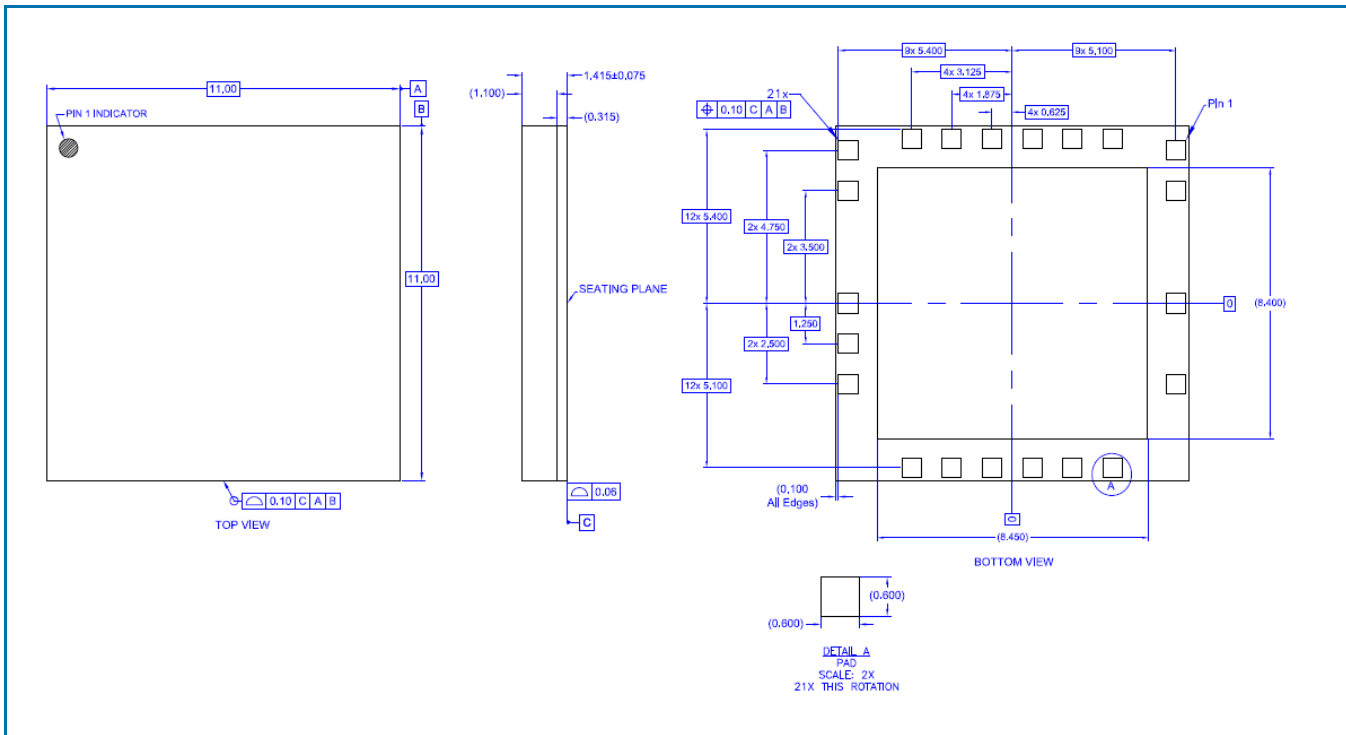 11.00
A
B
PIN 1 INDICATOR
11.00
0.10 C A B
TOP VIEW
1.415±0.075
(1.100)
(0.315)
SEATING PLANE
0.06
C
9x 5.400
9x 5.100
4x 3.125
4x 1.875
4x 0.625
21x
0.10 C A B
Pin 1
12x 5.400
2x 4.750
2x 3.500
1.250
2x 2.500
12x 5.100
0
(8.400)
(0.100
All Edges)
A
0
(8.450)
BOTTOM VIEW
(0.600)
(0.600)
DETAIL A
PAD
SCALE: 2X
21X THIS ROTATION